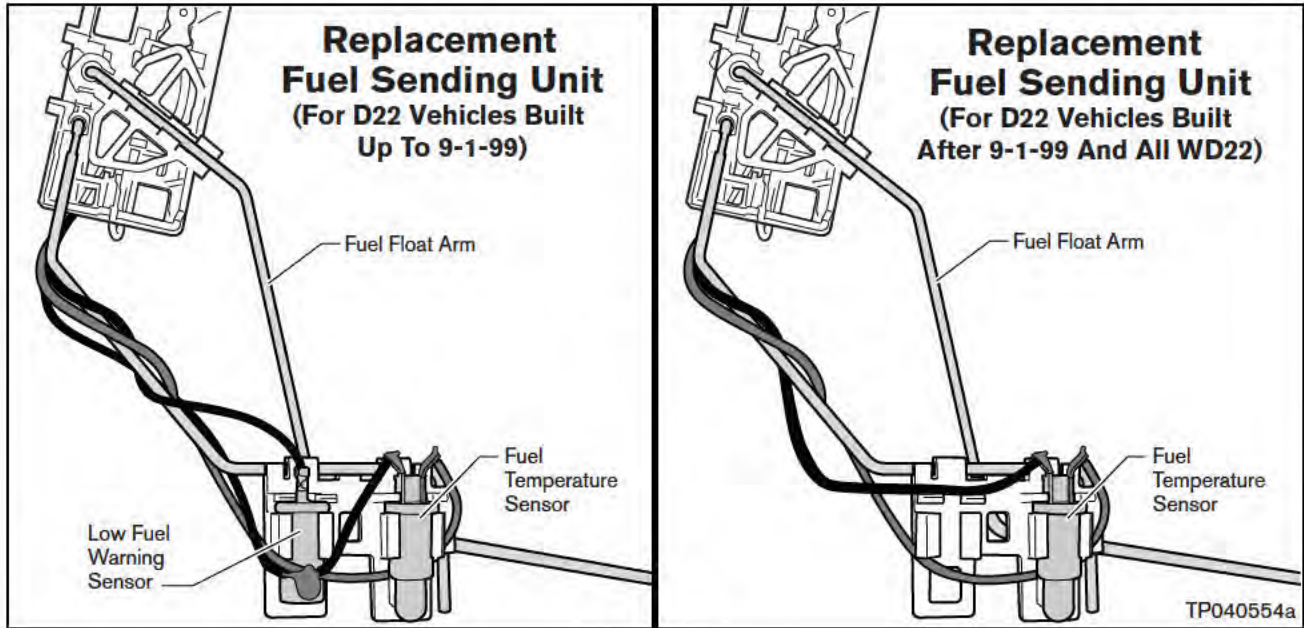 Replacement
Fuel Sending Unit
(For D22 Vehicles Built
Up To 9-1-99)
Fuel Float Arm
Fuel
Temperature
Sensor
Low Fuel
Warning
Sensor
Replacement
Fuel Sending Unit
(For D22 Vehicles Built
After 9-1-99 And All WD22)
Fuel Float Arm
Fuel
Temperature
Sensor
TP040554a